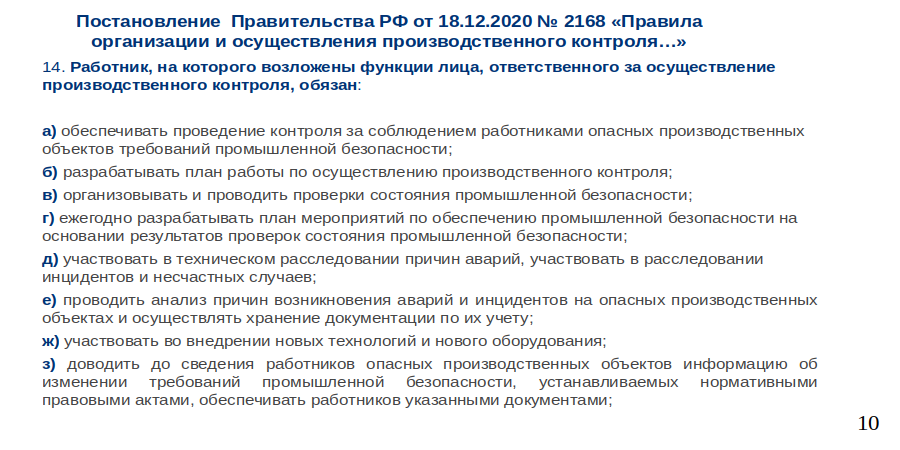 Постановление Правительства РФ от 18.12.2020 № 2168 «Правила
организации и осуществления производственного контроля…»
14. Работник, на которого возложены функции лица, ответственного за осуществление
производственного контроля, обязан:
а) обеспечивать проведение контроля за соблюдением работниками опасных производственных
объектов требований промышленной безопасности;
б) разрабатывать план работы по осуществлению производственного контроля;
в) организовывать и проводить проверки состояния промышленной безопасности;
г) ежегодно разрабатывать план мероприятий по обеспечению промышленной безопасности на
основании результатов проверок состояния промышленной безопасности;
д) участвовать в техническом расследовании причин аварий, участвовать в расследовании
инцидентов и несчастных случаев;
е) проводить анализ причин возникновения аварий и инцидентов на опасных производственных
объектах и осуществлять хранение документации по их учету;
ж) участвовать во внедрении новых технологий и нового оборудования;
з) доводить до сведения работников опасных производственных объектов информацию об
изменении требований промышленной безопасности, устанавливаемых нормативными
правовыми актами, обеспечивать работников указанными документами;
10